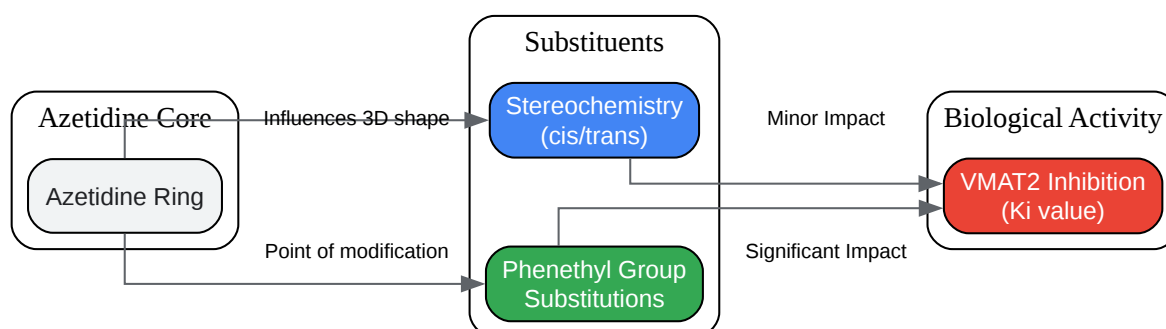 Substituents
Azetidine Core
Azetidine Ring
Influences 3D shape
Point of modification
Stereochemistry
(cis/trans)
Phenethyl Group
Substitutions
Minor Impact
Significant Impact
Biological Activity
VMAT2 Inhibition
(Ki value)